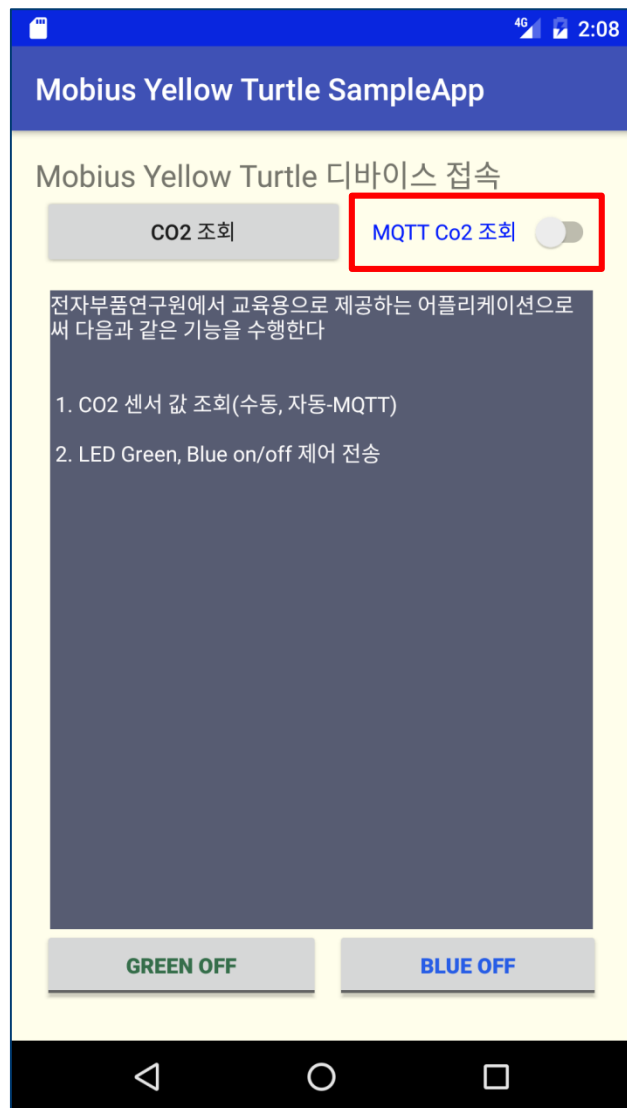 4G 2:08
Mobius Yellow Turtle SampleApp
Mobius Yellow Turtle 디바이스 접속
CO2 조회 MQTT Co2 조회
전자부품연구원에서 교육용으로 제공하는 어플리케이션으로
써 다음과 같은 기능을 수행한다
1. CO2 센서 값 조회(수동, 자동-MQTT)
2. LED Green, Blue on/off 제어 전송
GREEN OFF BLUE OFF